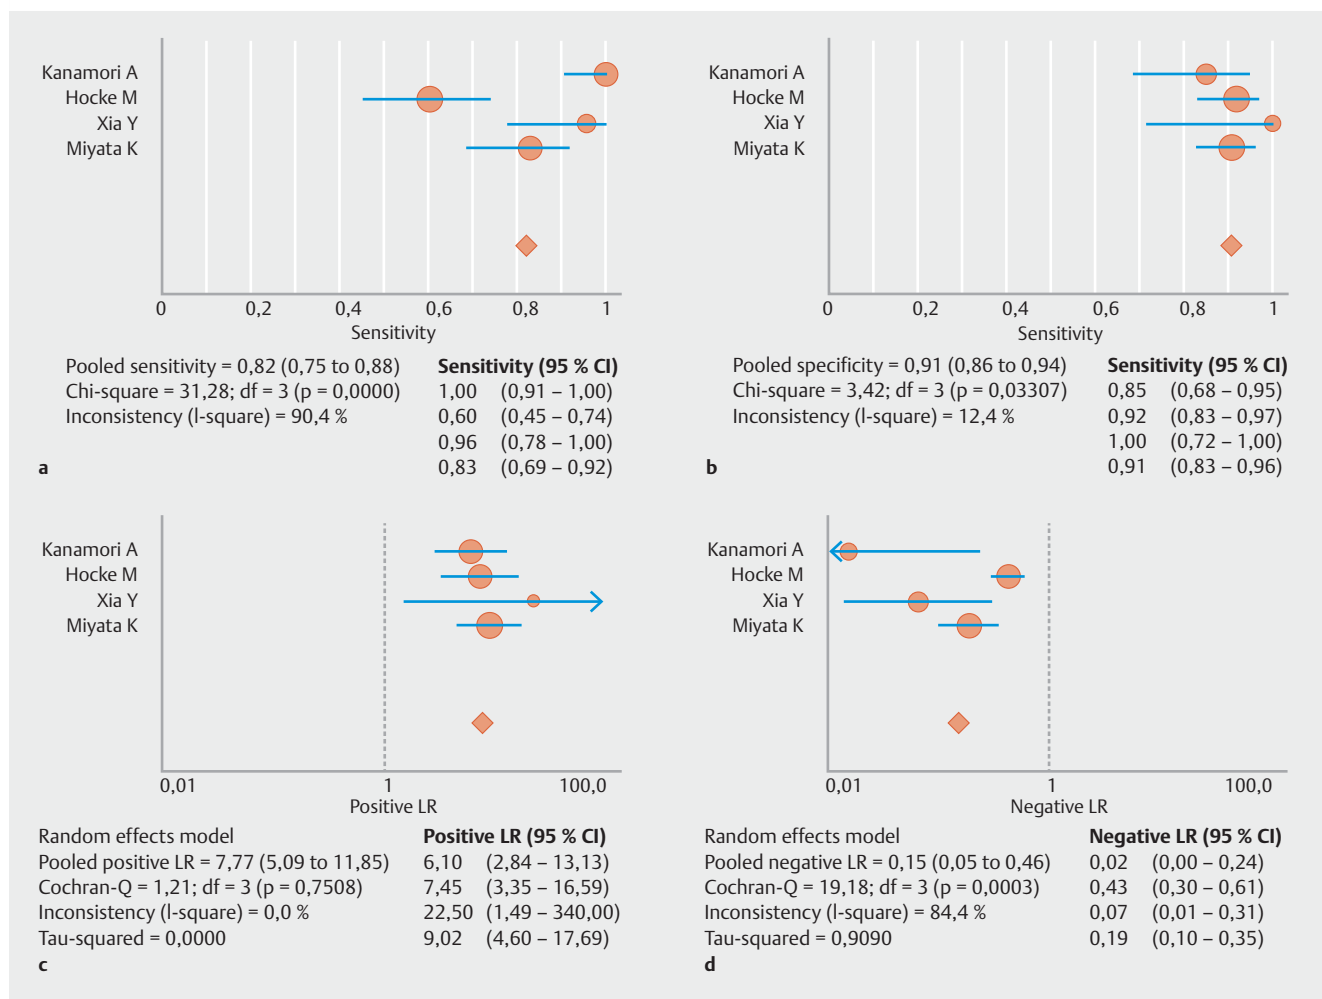 Kanamori A
Hocke M
Xia Y
Miyata K
0 0,2 0,4 0,6 0,8 1
Sensitivity
Pooled sensitivity = 0,82 (0,75 to 0,88)
Chi-square = 31,28; df = 3 (p = 0,0000)
Inconsistency (l-square) = 90,4 %
Sensitivity (95 % CI)
1,00 (0,91 – 1,00)
0,60 (0,45 – 0,74)
0,96 (0,78 – 1,00)
0,83 (0,69 – 0,92)
a
Kanamori A
Hocke M
Xia Y
Miyata K
0 0,2 0,4 0,6 0,8 1
Sensitivity
Pooled specificity = 0,91 (0,86 to 0,94)
Chi-square = 3,42; df = 3 (p = 0,03307)
Inconsistency (l-square) = 12,4 %
Sensitivity (95 % CI)
0,85 (0,68 – 0,95)
0,92 (0,83 – 0,97)
1,00 (0,72 – 1,00)
0,91 (0,83 – 0,96)
b
Kanamori A
Hocke M
Xia Y
Miyata K
0,01 1 100,0
Positive LR
Random effects model
Pooled positive LR = 7,77 (5,09 to 11,85)
Cochran-Q = 1,21; df = 3 (p = 0,7508)
Inconsistency (l-square) = 0,0 %
Tau-squared = 0,0000
Positive LR (95 % CI)
6,10 (2,84 – 13,13)
7,45 (3,35 – 16,59)
22,50 (1,49 – 340,00)
9,02 (4,60 – 17,69)
c
Kanamori A
Hocke M
Xia Y
Miyata K
0,01 1 100,0
Negative LR
Random effects model
Pooled negative LR = 0,15 (0,05 to 0,46)
Cochran-Q = 19,18; df = 3 (p = 0,0003)
Inconsistency (l-square) = 84,4 %
Tau-squared = 0,9090
Negative LR (95 % CI)
0,02 (0,00 – 0,24)
0,43 (0,30 – 0,61)
0,07 (0,01 – 0,31)
0,19 (0,10 – 0,35)
d